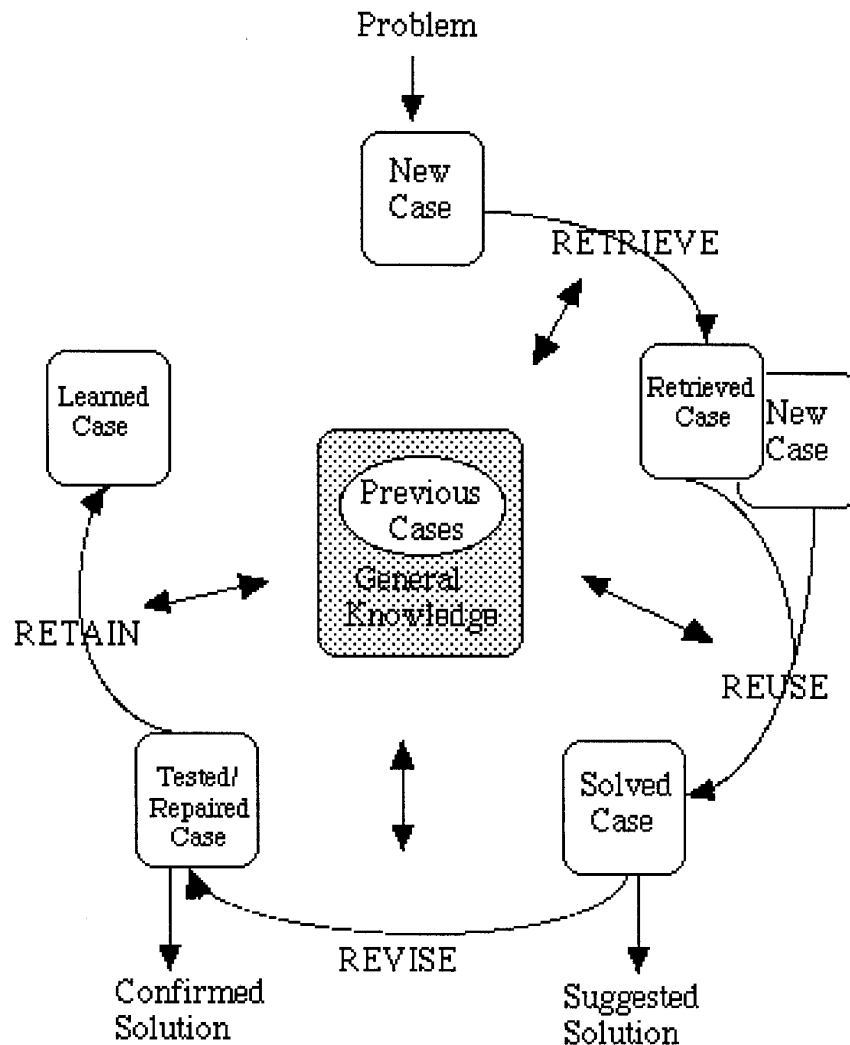 Problem
New
Case
RETRIEVE
Retrieved
Case
New
Case
Learned
Case
Previous
Cases
General
Knowledge
RETAIN
REUSE
Tested/
Repaired
Case
Solved
Case
REVISE
Confirmed
Solution
Suggested
Solution